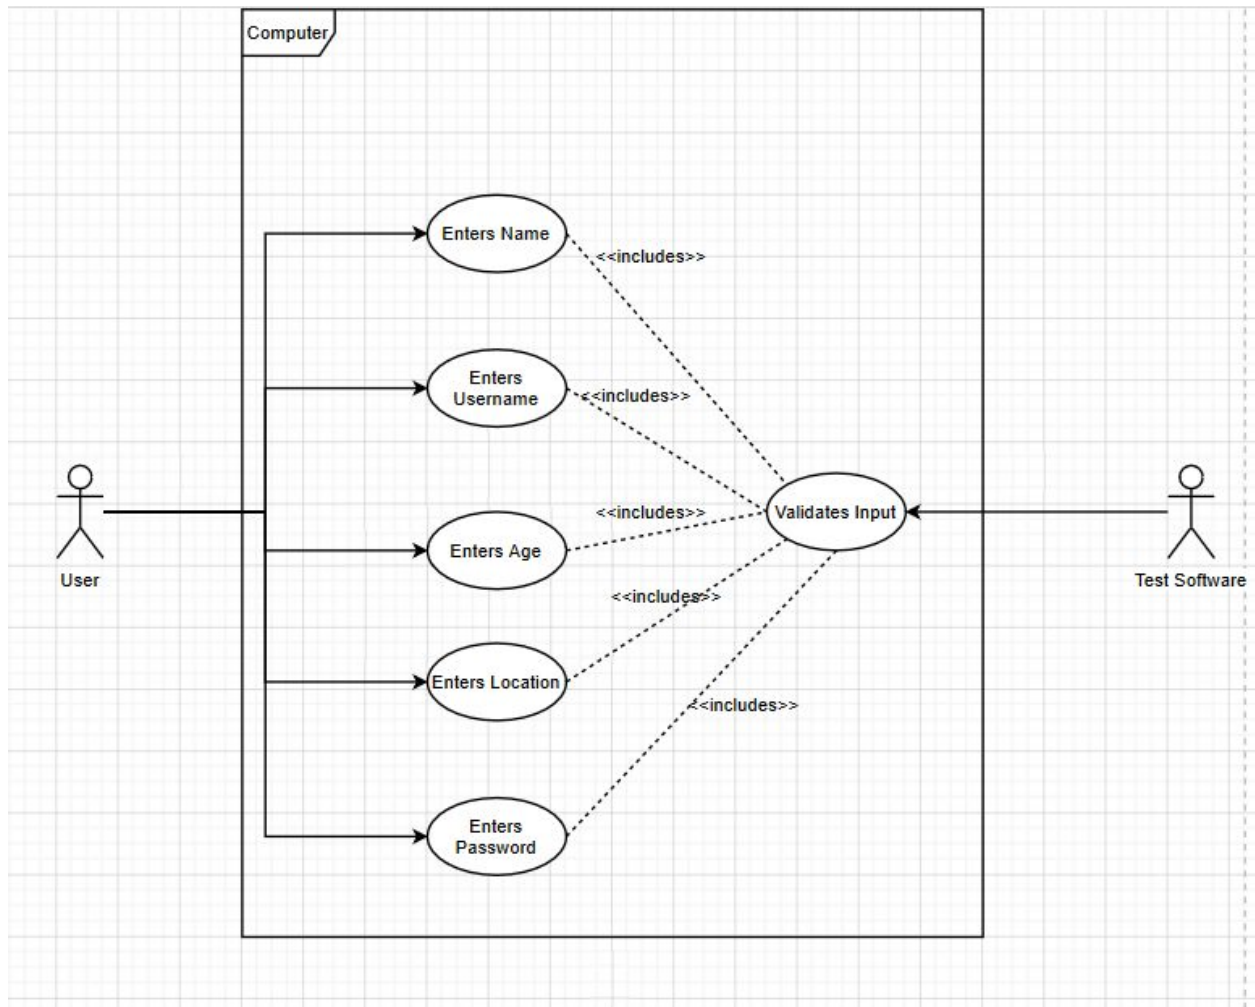 Computer
Enters Name
<<includes>>
Enters
Username
<<includes>>
Enters Age
<<includes>>
Validates Input
User
Test Software
<<includes>>
Enters Location
<<includes>>
Enters
Password